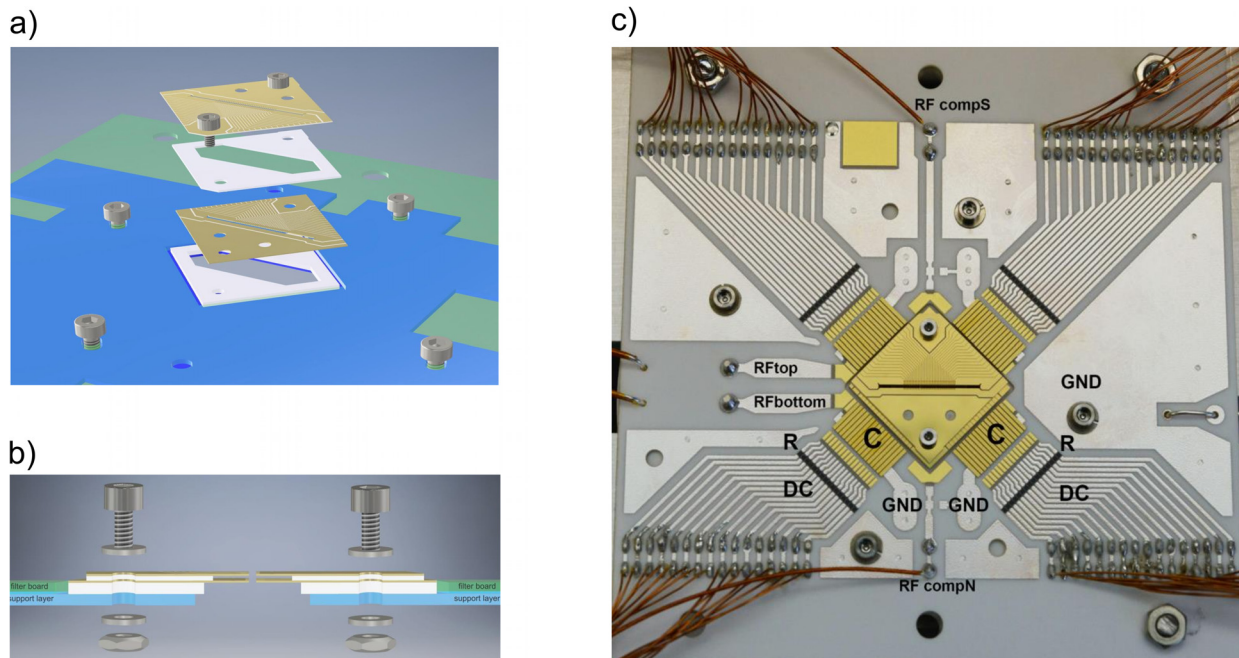 a)
b)
filter board
filter board
support layer
support layer
c)
RF compS
RFtop
RFbottom
GND
R
C
C
R
DC
DC
GND
GND
RF compN